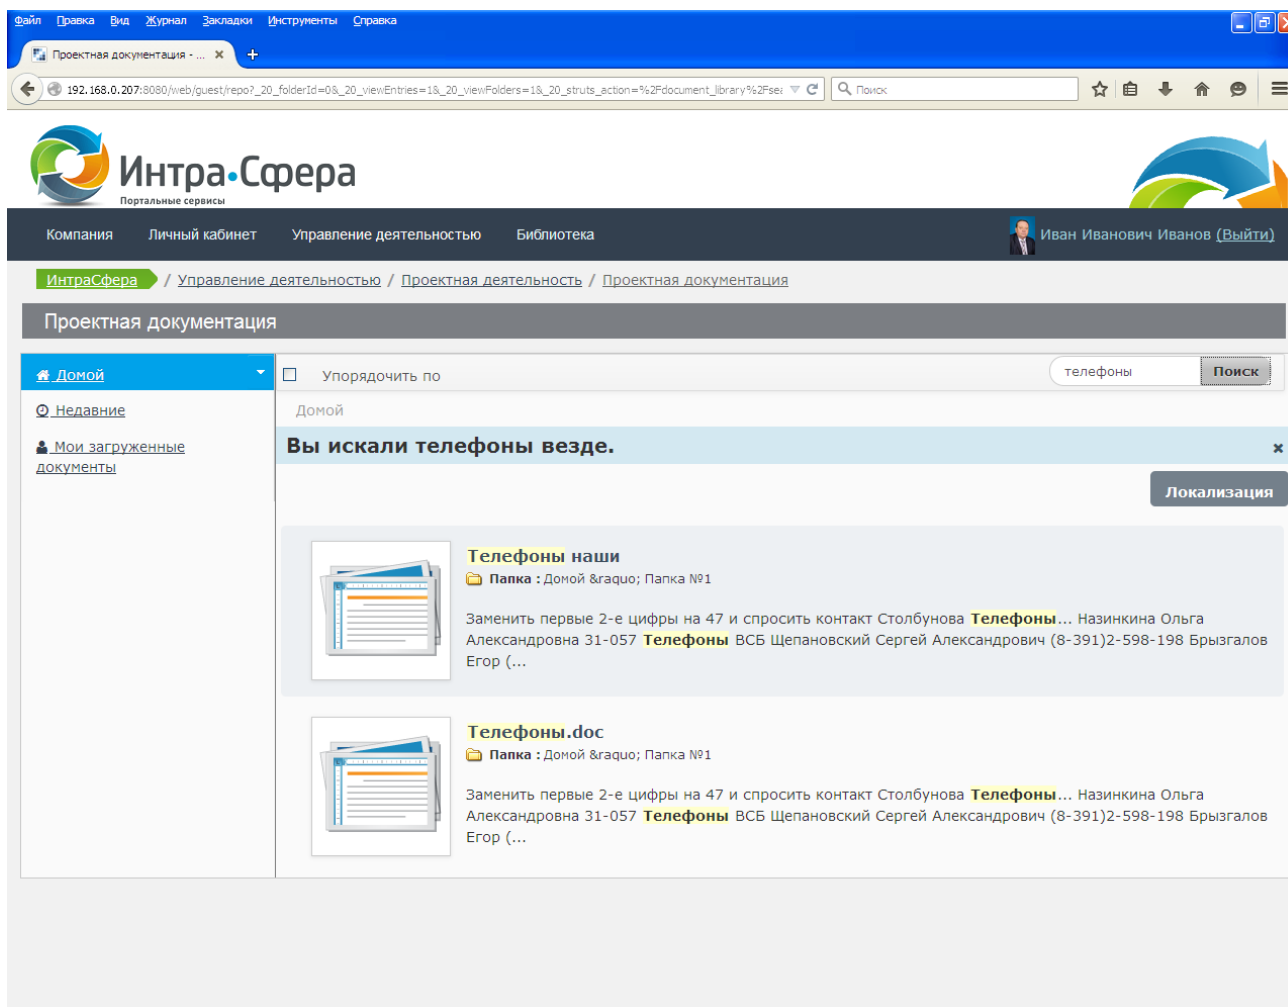 Файл Правка Вид Журнал Закладки Инструменты Справка
Проектная документация - ...
192.168.0.207:8080/web/guest/repo?_20_folderId=0&_20_viewEntries=1&_20_viewFolders=1&_20_struts_action=%2Fdocument_library%2Fsea
Поиск
Интра•Сфера
Портальные сервисы
Компания Личный кабинет Управление деятельностью Библиотека Иван Иванович Иванов (Выйти)
ИнтраСфера / Управление деятельностью / Проектная деятельность / Проектная документация
Проектная документация
Домой
Недавние
Мои загруженные
документы
Упорядочить по
телефоны Поиск
Домой
Вы искали телефоны везде.
Локализация
Телефоны наши
Папка : Домой &raquo; Папка №1
Заменить первые 2-е цифры на 47 и спросить контакт Столбунова Телефоны... Назинкина Ольга
Александровна 31-057 Телефоны ВСБ Щепановский Сергей Александрович (8-391)2-598-198 Брызгалов
Егор (...
Телефоны.doc
Папка : Домой &raquo; Папка №1
Заменить первые 2-е цифры на 47 и спросить контакт Столбунова Телефоны... Назинкина Ольга
Александровна 31-057 Телефоны ВСБ Щепановский Сергей Александрович (8-391)2-598-198 Брызгалов
Егор (...